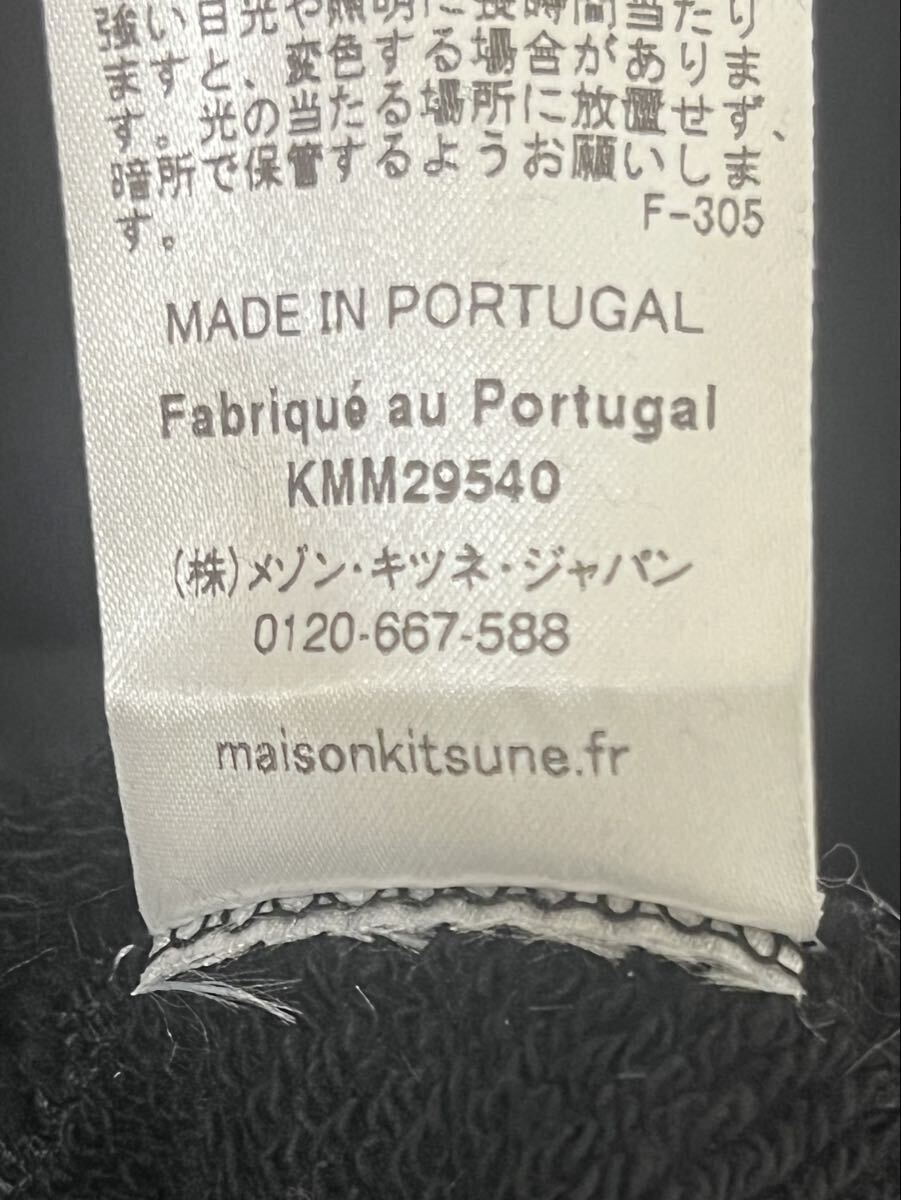 強い日光や照明に長時間当たり
ますと、変色する場合がありま
す。光の当たる場所に放置せず、
暗所で保管するようお願いしま
す。
F-305
MADE IN PORTUGAL
Fabriqué au Portugal
KMM29540
(株)メゾン・キツネ・ジャパン
0120-667-588
maisonkitsune.fr